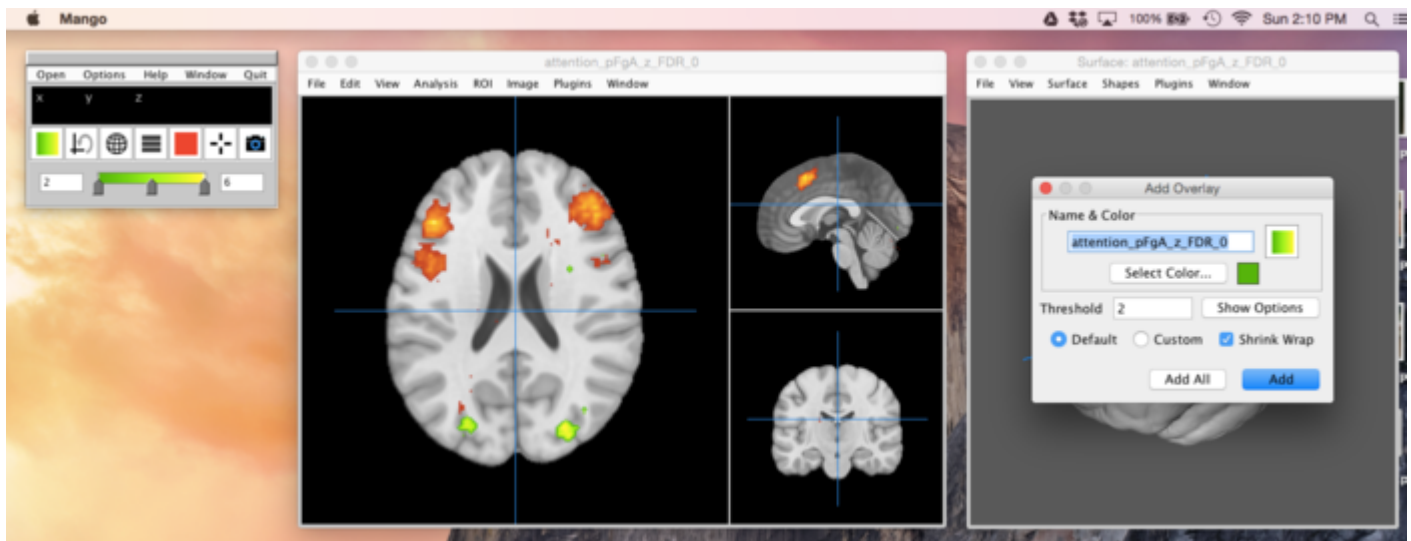 Mango
100% Sun 2:10 PM
Open Options Help Window Quit
x y z
2 6
attention_pFgA_z_FDR_0
File Edit View Analysis ROI Image Plugins Window
Surface: attention_pFgA_z_FDR_0
File View Surface Shapes Plugins Window
Add Overlay
Name & Color
attention_pFgA_z_FDR_0
Select Color...
Threshold 2 Show Options
Default Custom Shrink Wrap
Add All Add